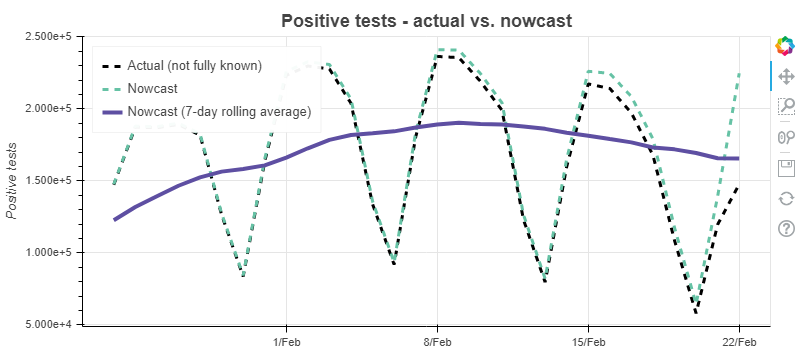 Positive tests - actual vs. nowcast
2.500e+5
2.000e+5
1.500e+5
1.000e+5
5.000e+4
Positive tests
Actual (not fully known)
Nowcast
Nowcast (7-day rolling average)
1/Feb
8/Feb
15/Feb
22/Feb